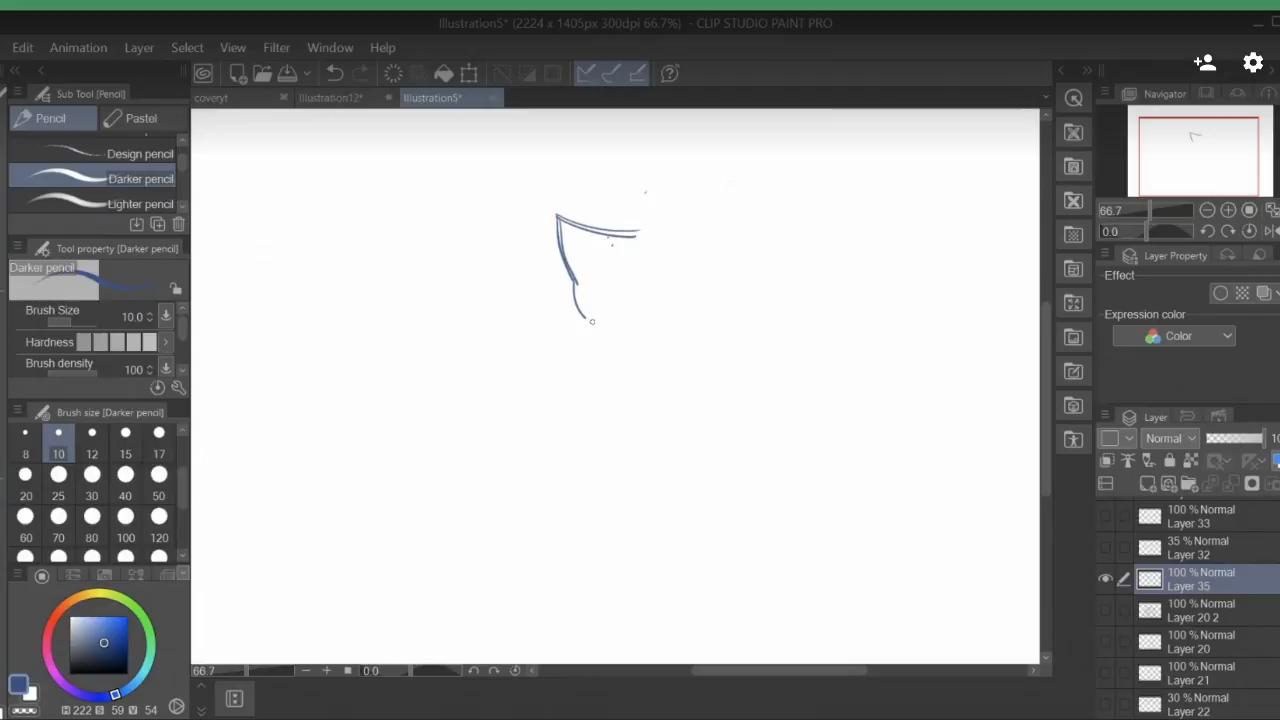 Illustration5* (2224 x 1405px 300dpi 66.7%) - CLIP STUDIO PAINT PRO
Edit Animation Layer Select View Filter Window Help
Sub Tool [Pencil]
coveryt Illustration12* Illustration5*
Navigator
Pencil Pastel
Design pencil
Darker pencil
Lighter pencil
66.7
0.0
Tool property [Darker pencil]
Darker pencil
Layer Property
Effect
Brush Size 10.0
Expression color
Hardness
Color
Brush density 100
Brush size [Darker pencil]
Layer
8 10 12 15 17
Normal
20 25 30 40 50
60 70 80 100 120
100 % Normal
Layer 33
35 % Normal
Layer 32
100 % Normal
Layer 35
100 % Normal
Layer 20 2
100 % Normal
Layer 20
100 % Normal
Layer 21
30 % Normal
Layer 22
66.7 0.0
H 222 S 59 V 54